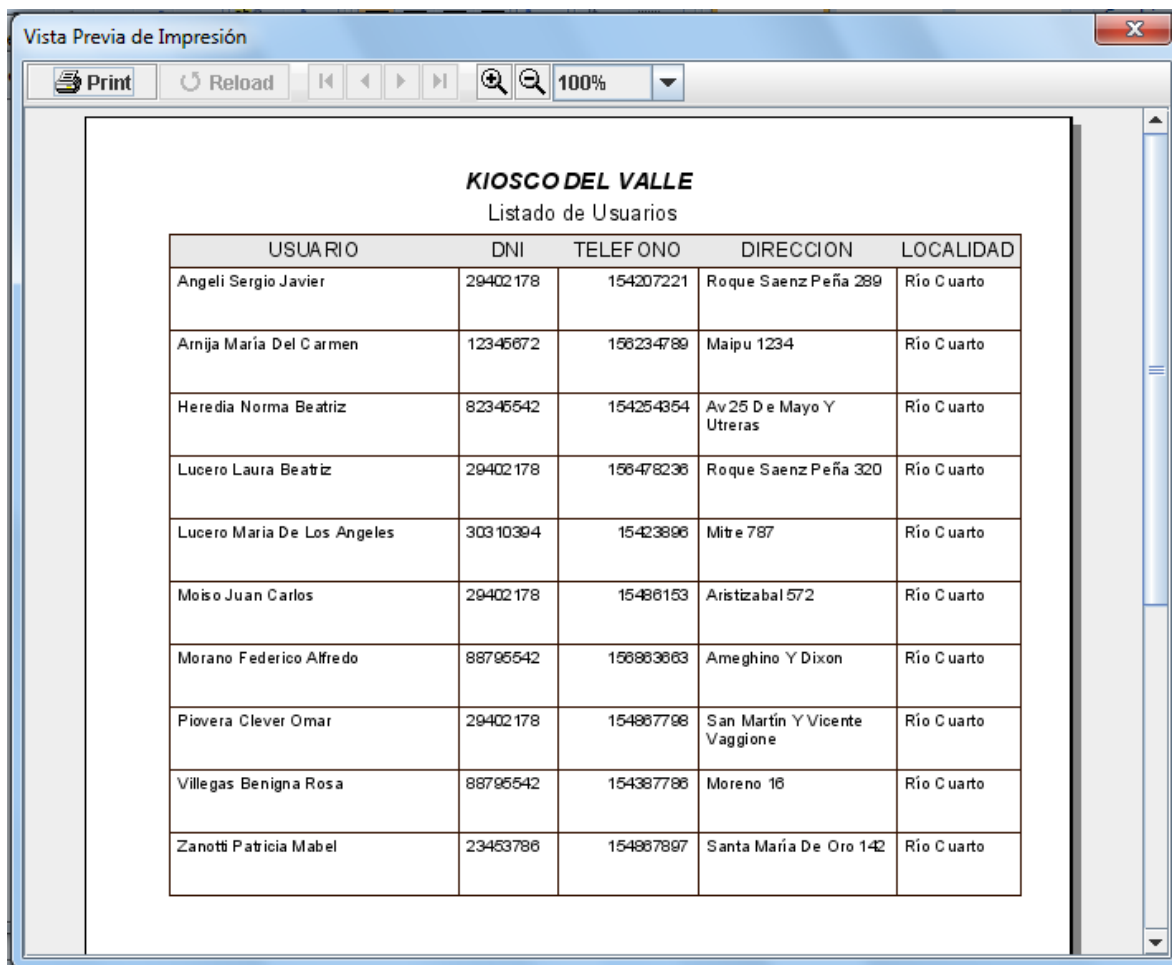 Vista Previa de Impresión
Print Reload 100%
KIOSCO DEL VALLE
Listado de Usuarios
USUARIO DNI TELEFONO DIRECCION LOCALIDAD
Angeli Sergio Javier 29402178 154207221 Roque Saenz Peña 289 Río Cuarto
Arnija María Del Carmen 12345672 156234789 Maipu 1234 Río Cuarto
Heredia Norma Beatriz 82345542 154254354 Av 25 De Mayo Y Río Cuarto
Utreras
Lucero Laura Beatriz 29402178 156478236 Roque Saenz Peña 320 Río Cuarto
Lucero Maria De Los Angeles 30310394 15423896 Mitre 787 Río Cuarto
Moiso Juan Carlos 29402178 15486153 Aristizabal 572 Río Cuarto
Morano Federico Alfredo 88795542 156863663 Ameghino Y Dixon Río Cuarto
Piovera Clever Omar 29402178 154867798 San Martín Y Vicente Río Cuarto
Vaggione
Villegas Benigna Rosa 88795542 154387786 Moreno 16 Río Cuarto
Zanotti Patricia Mabel 23453786 154867897 Santa María De Oro 142 Río Cuarto